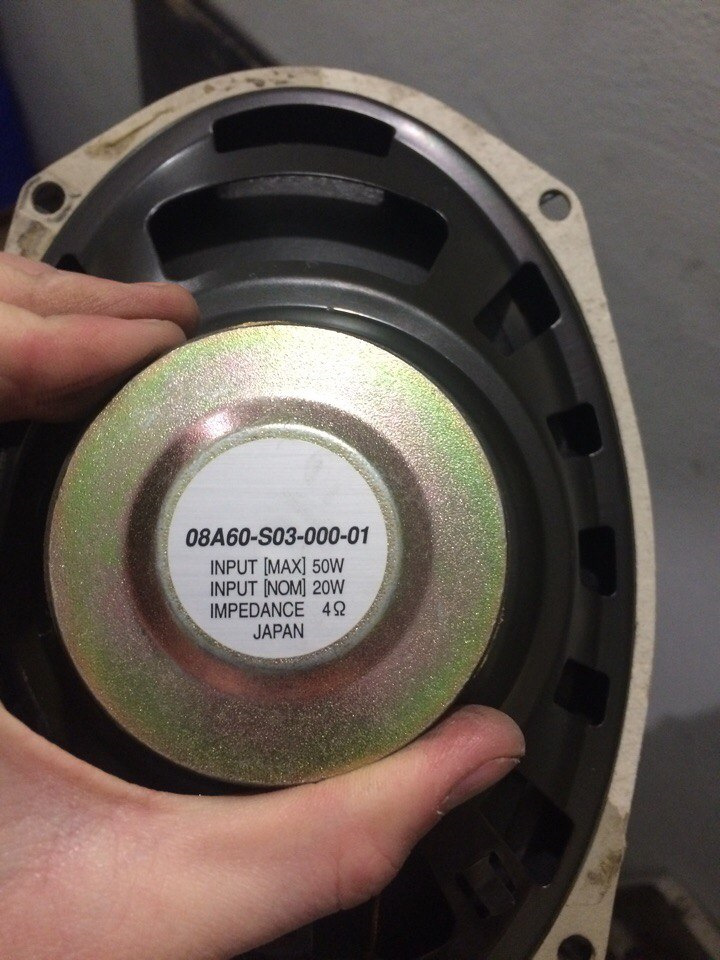 08A60-S03-000-01
INPUT [MAX] 50W
INPUT [NOM] 20W
IMPEDANCE 4Ω
JAPAN